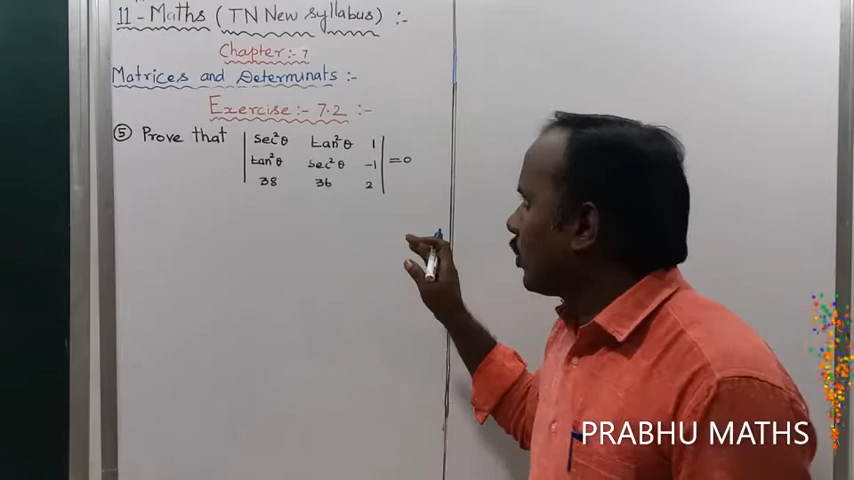 11 - Maths ( TN New syllabus) :-
Chapter :- 7
Matrices and Determinats :-
Exercise :- 7.2 :-
⑤ Prove that | sec²θ tan²θ 1 |
| tan²θ sec²θ -1 | = 0
| 38 36 2 |
PRABHU MATHS